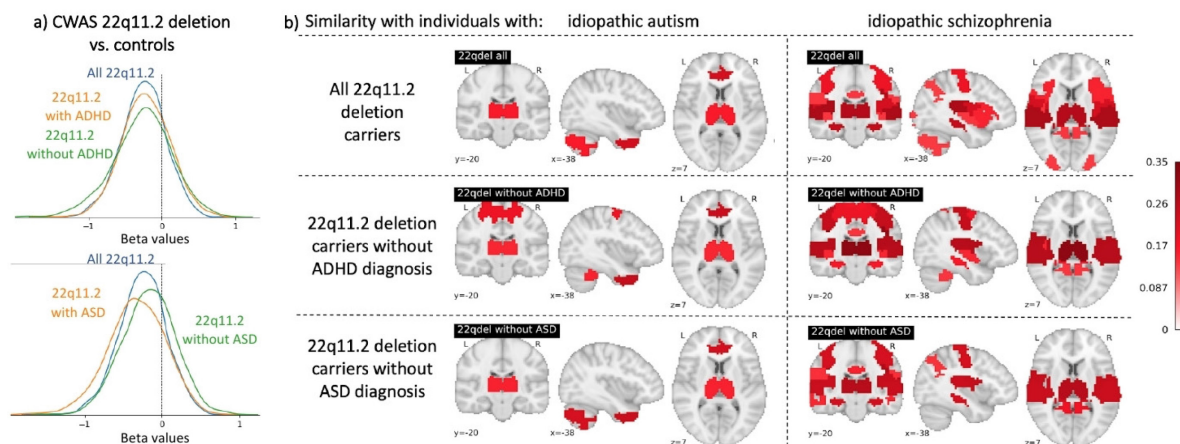 a) CWAS 22q11.2 deletion
vs. controls
All 22q11.2
22q11.2
with ADHD
22q11.2
without ADHD
−1
0
1
Beta values
All 22q11.2
22q11.2
with ASD
22q11.2
without ASD
−1
0
1
Beta values
b) Similarity with individuals with:
idiopathic autism
idiopathic schizophrenia
All 22q11.2
deletion
carriers
22qdel all
L
R
L
R
y=-20
x=-38
z=7
22qdel all
L
R
L
R
y=-20
x=-38
z=7
22q11.2 deletion
carriers without
ADHD diagnosis
22qdel without ADHD
L
R
L
R
y=-20
x=-38
z=7
22qdel without ADHD
L
R
L
R
y=-20
x=-38
z=7
22q11.2 deletion
carriers without
ASD diagnosis
22qdel without ASD
L
R
L
R
y=-20
x=-38
z=7
22qdel without ASD
L
R
L
R
y=-20
x=-38
z=7
0.35
0.26
0.17
0.087
0